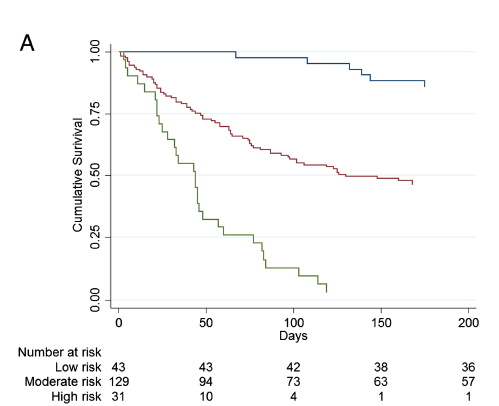 A
1.00
0.75
0.50
0.25
0.00
Cumulative Surivival
0 50 100 150 200
Days
Number at risk
Low risk 43 43 42 38 36
Moderate risk 129 94 73 63 57
High risk 31 10 4 1 1